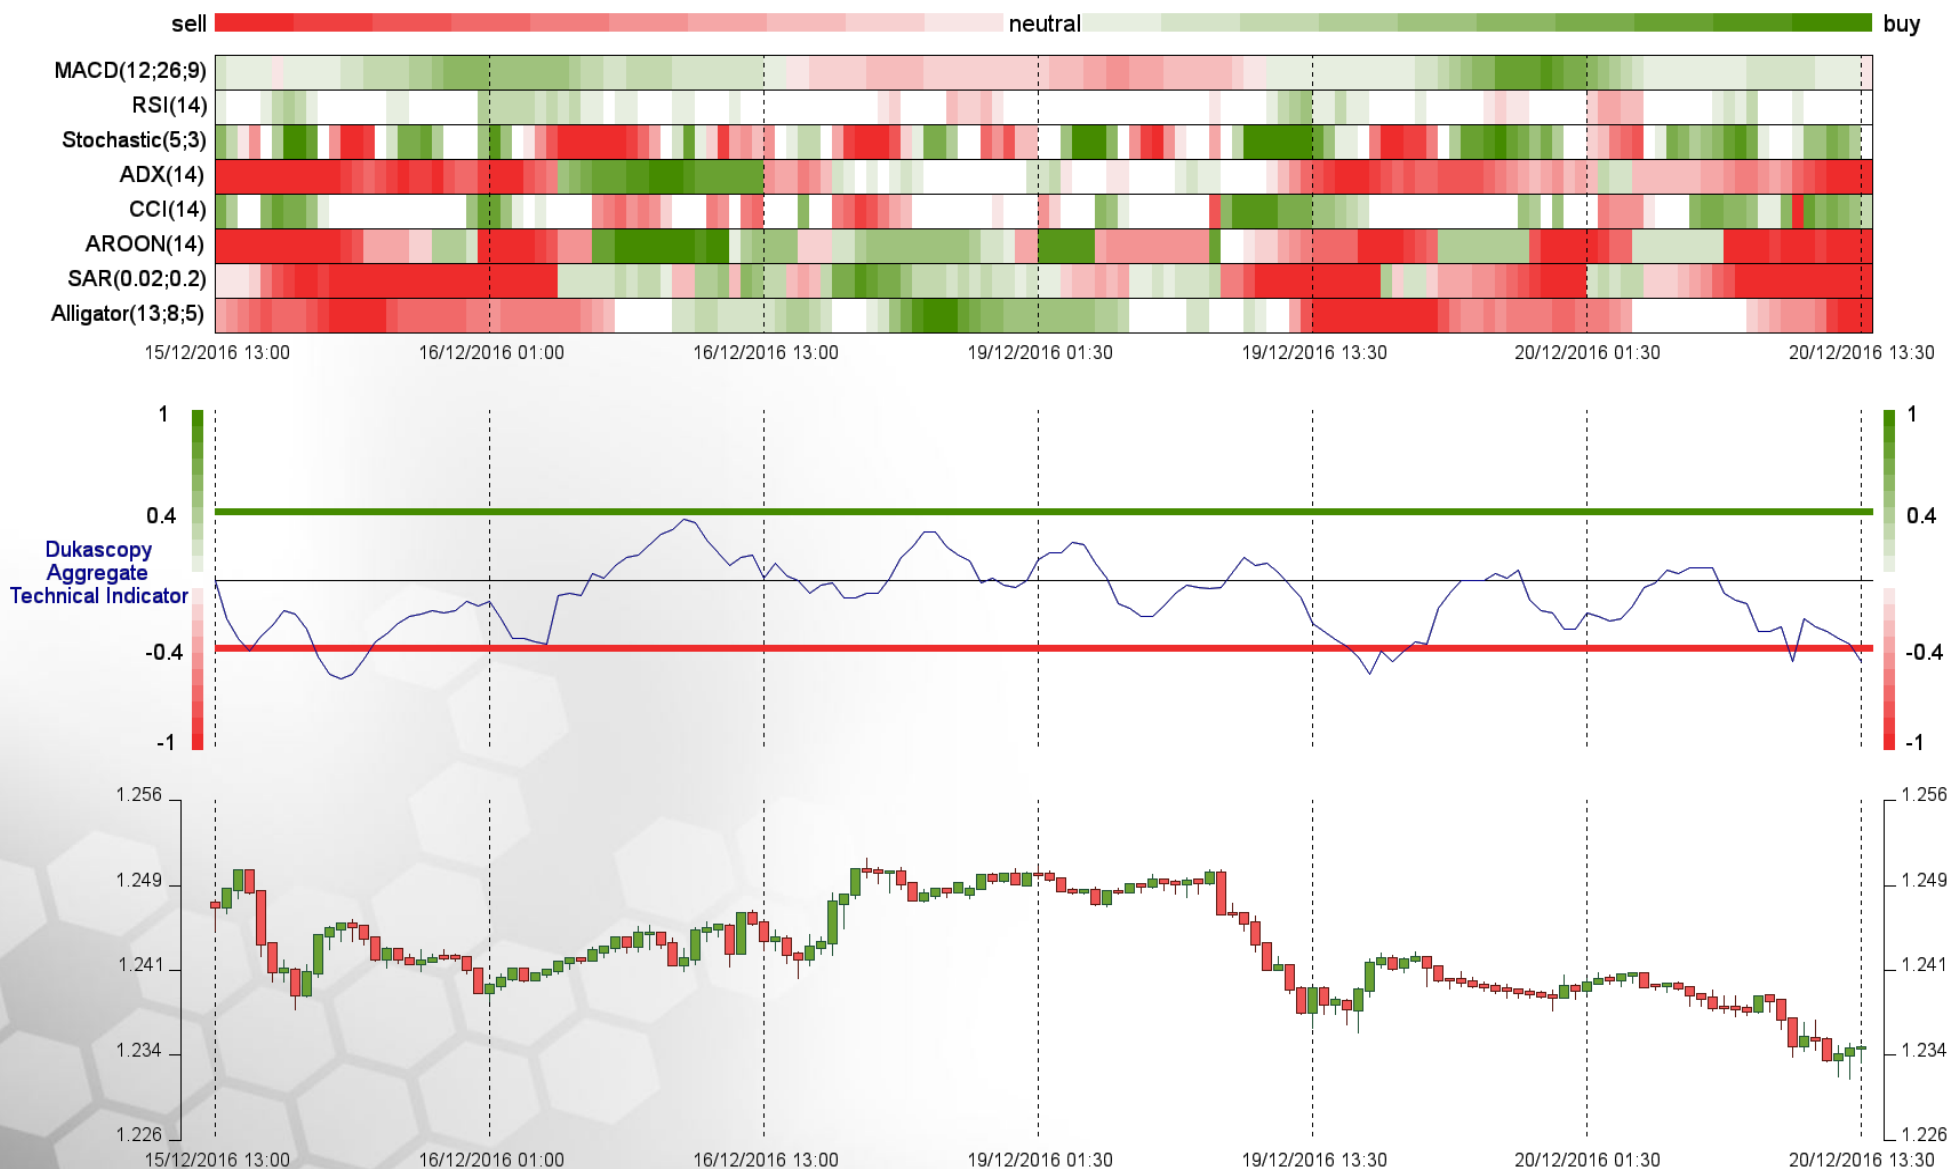 sell neutral buy
MACD(12;26;9)
RSI(14)
Stochastic(5;3)
ADX(14)
CCI(14)
AROON(14)
SAR(0.02;0.2)
Alligator(13;8;5)
15/12/2016 13:00 16/12/2016 01:00 16/12/2016 13:00 19/12/2016 01:30 19/12/2016 13:30 20/12/2016 01:30 20/12/2016 13:30
1 1
0.4 0.4
Dukascopy
Aggregate
Technical Indicator
-0.4 -0.4
-1 -1
1.256 1.256
1.249 1.249
1.241 1.241
1.234 1.234
1.226 1.226
15/12/2016 13:00 16/12/2016 01:00 16/12/2016 13:00 19/12/2016 01:30 19/12/2016 13:30 20/12/2016 01:30 20/12/2016 13:30